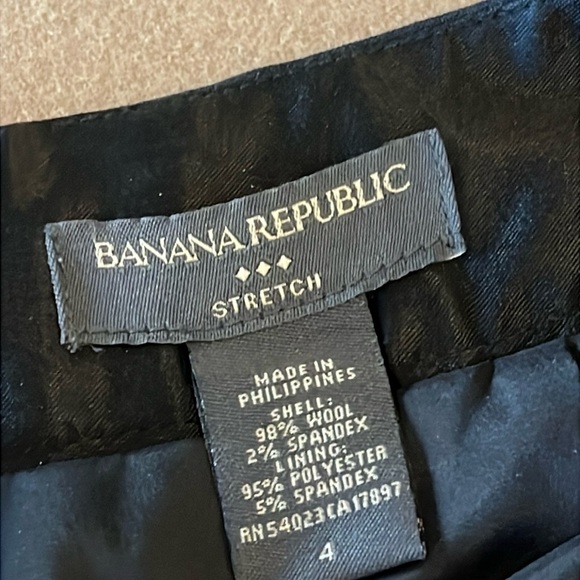 BANANA REPUBLIC
STRETCH
MADE IN
PHILIPPINES
SHELL:
98% WOOL
2% SPANDEX
LINING:
95% POLYESTER
5% SPANDEX
RN54023CA17897
4